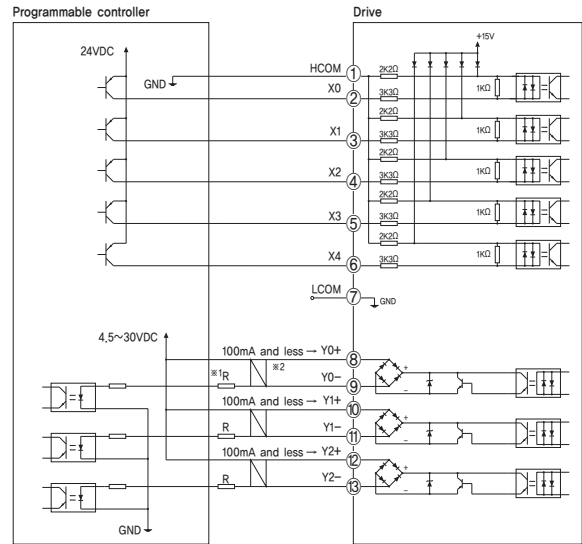 Programmable controller
Drive
24VDC
+15V
GND
HCOM
①
2K2Ω
X0
②
3K3Ω
1KΩ
2K2Ω
X1
③
3K3Ω
1KΩ
2K2Ω
X2
④
3K3Ω
1KΩ
2K2Ω
X3
⑤
3K3Ω
1KΩ
2K2Ω
X4
⑥
3K3Ω
1KΩ
LCOM
⑦
GND
4.5~30VDC
100mA and less → Y0+
⑧
+
※1R
※2
Y0-
⑨
-
100mA and less → Y1+
⑩
+
R
Y1-
⑪
-
100mA and less → Y2+
⑫
+
R
Y2-
⑬
-
GND